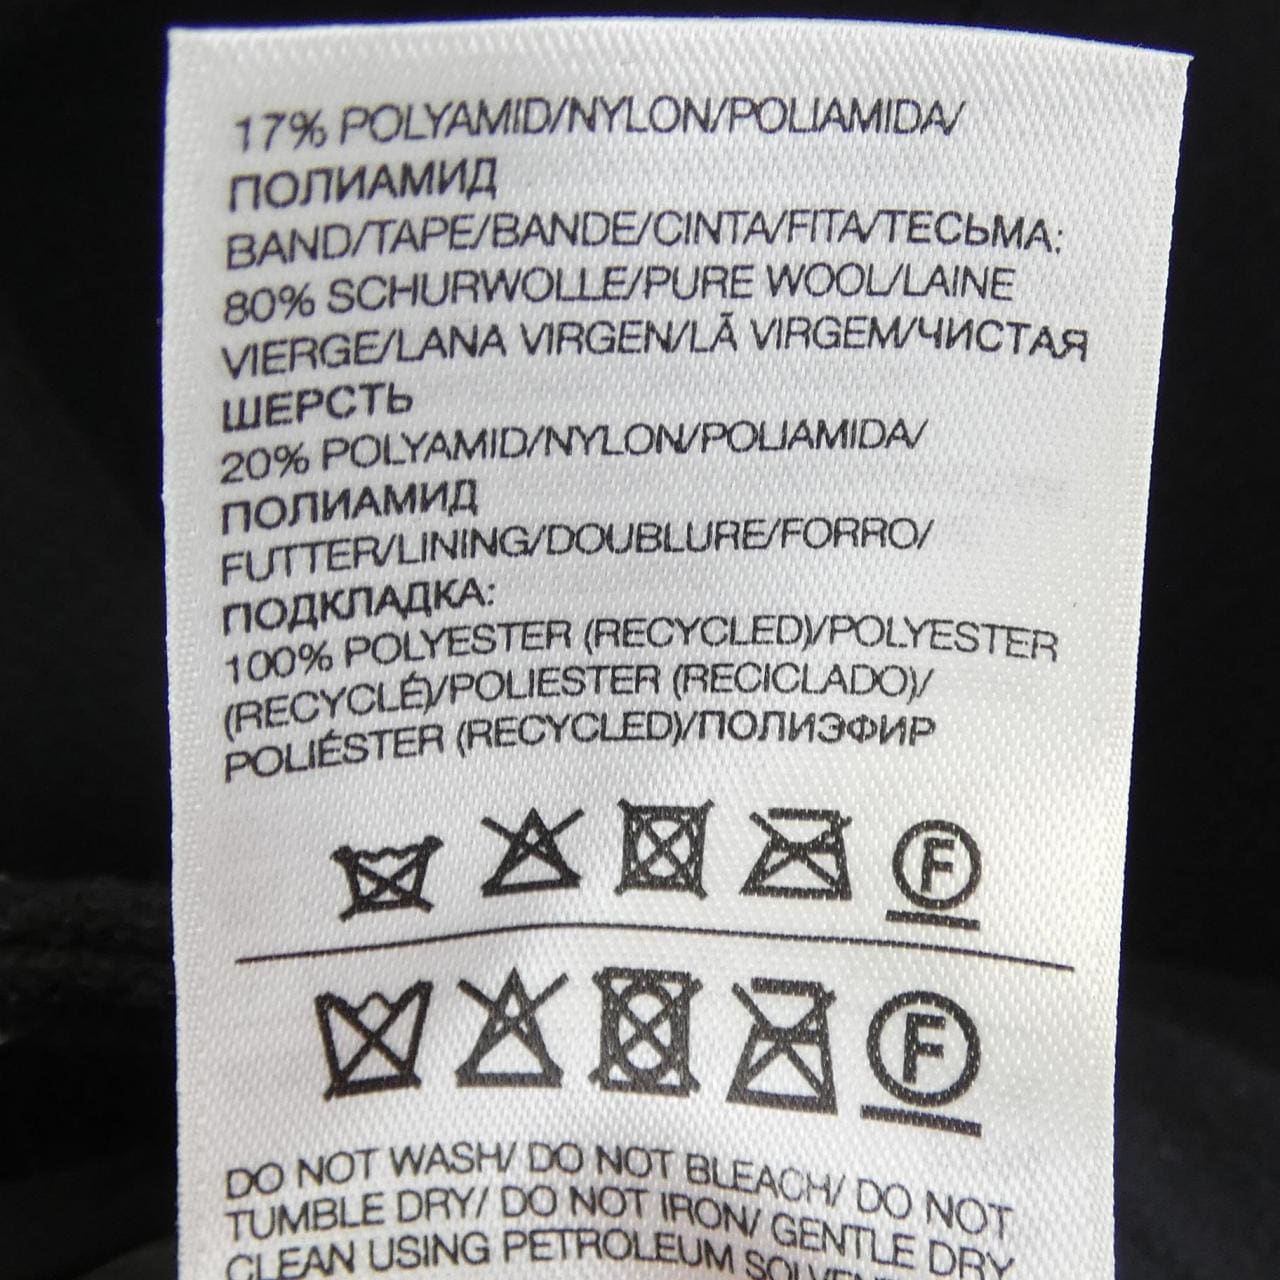 17% POLYAMID/NYLON/POLIAMIDA/
ПОЛИАМИД
BAND/TAPE/BANDE/CINTA/FITA/ТЕСЬМА:
80% SCHURWOLLE/PURE WOOL/LAINE
VIERGE/LANA VIRGEN/LÃ VIRGEM/ЧИСТАЯ
ШЕРСТЬ
20% POLYAMID/NYLON/POLIAMIDA/
ПОЛИАМИД
FUTTER/LINING/DOUBLURE/FORRO/
ПОДКЛАДКА:
100% POLYESTER (RECYCLED)/POLYESTER
(RECYCLÉ)/POLIESTER (RECICLADO)/
POLIÉSTER (RECYCLED)/ПОЛИЭФИР
F
F
DO NOT WASH/ DO NOT BLEACH/ DO NOT
TUMBLE DRY/ DO NOT IRON/ GENTLE DRY
CLEAN USING PETROLEUM